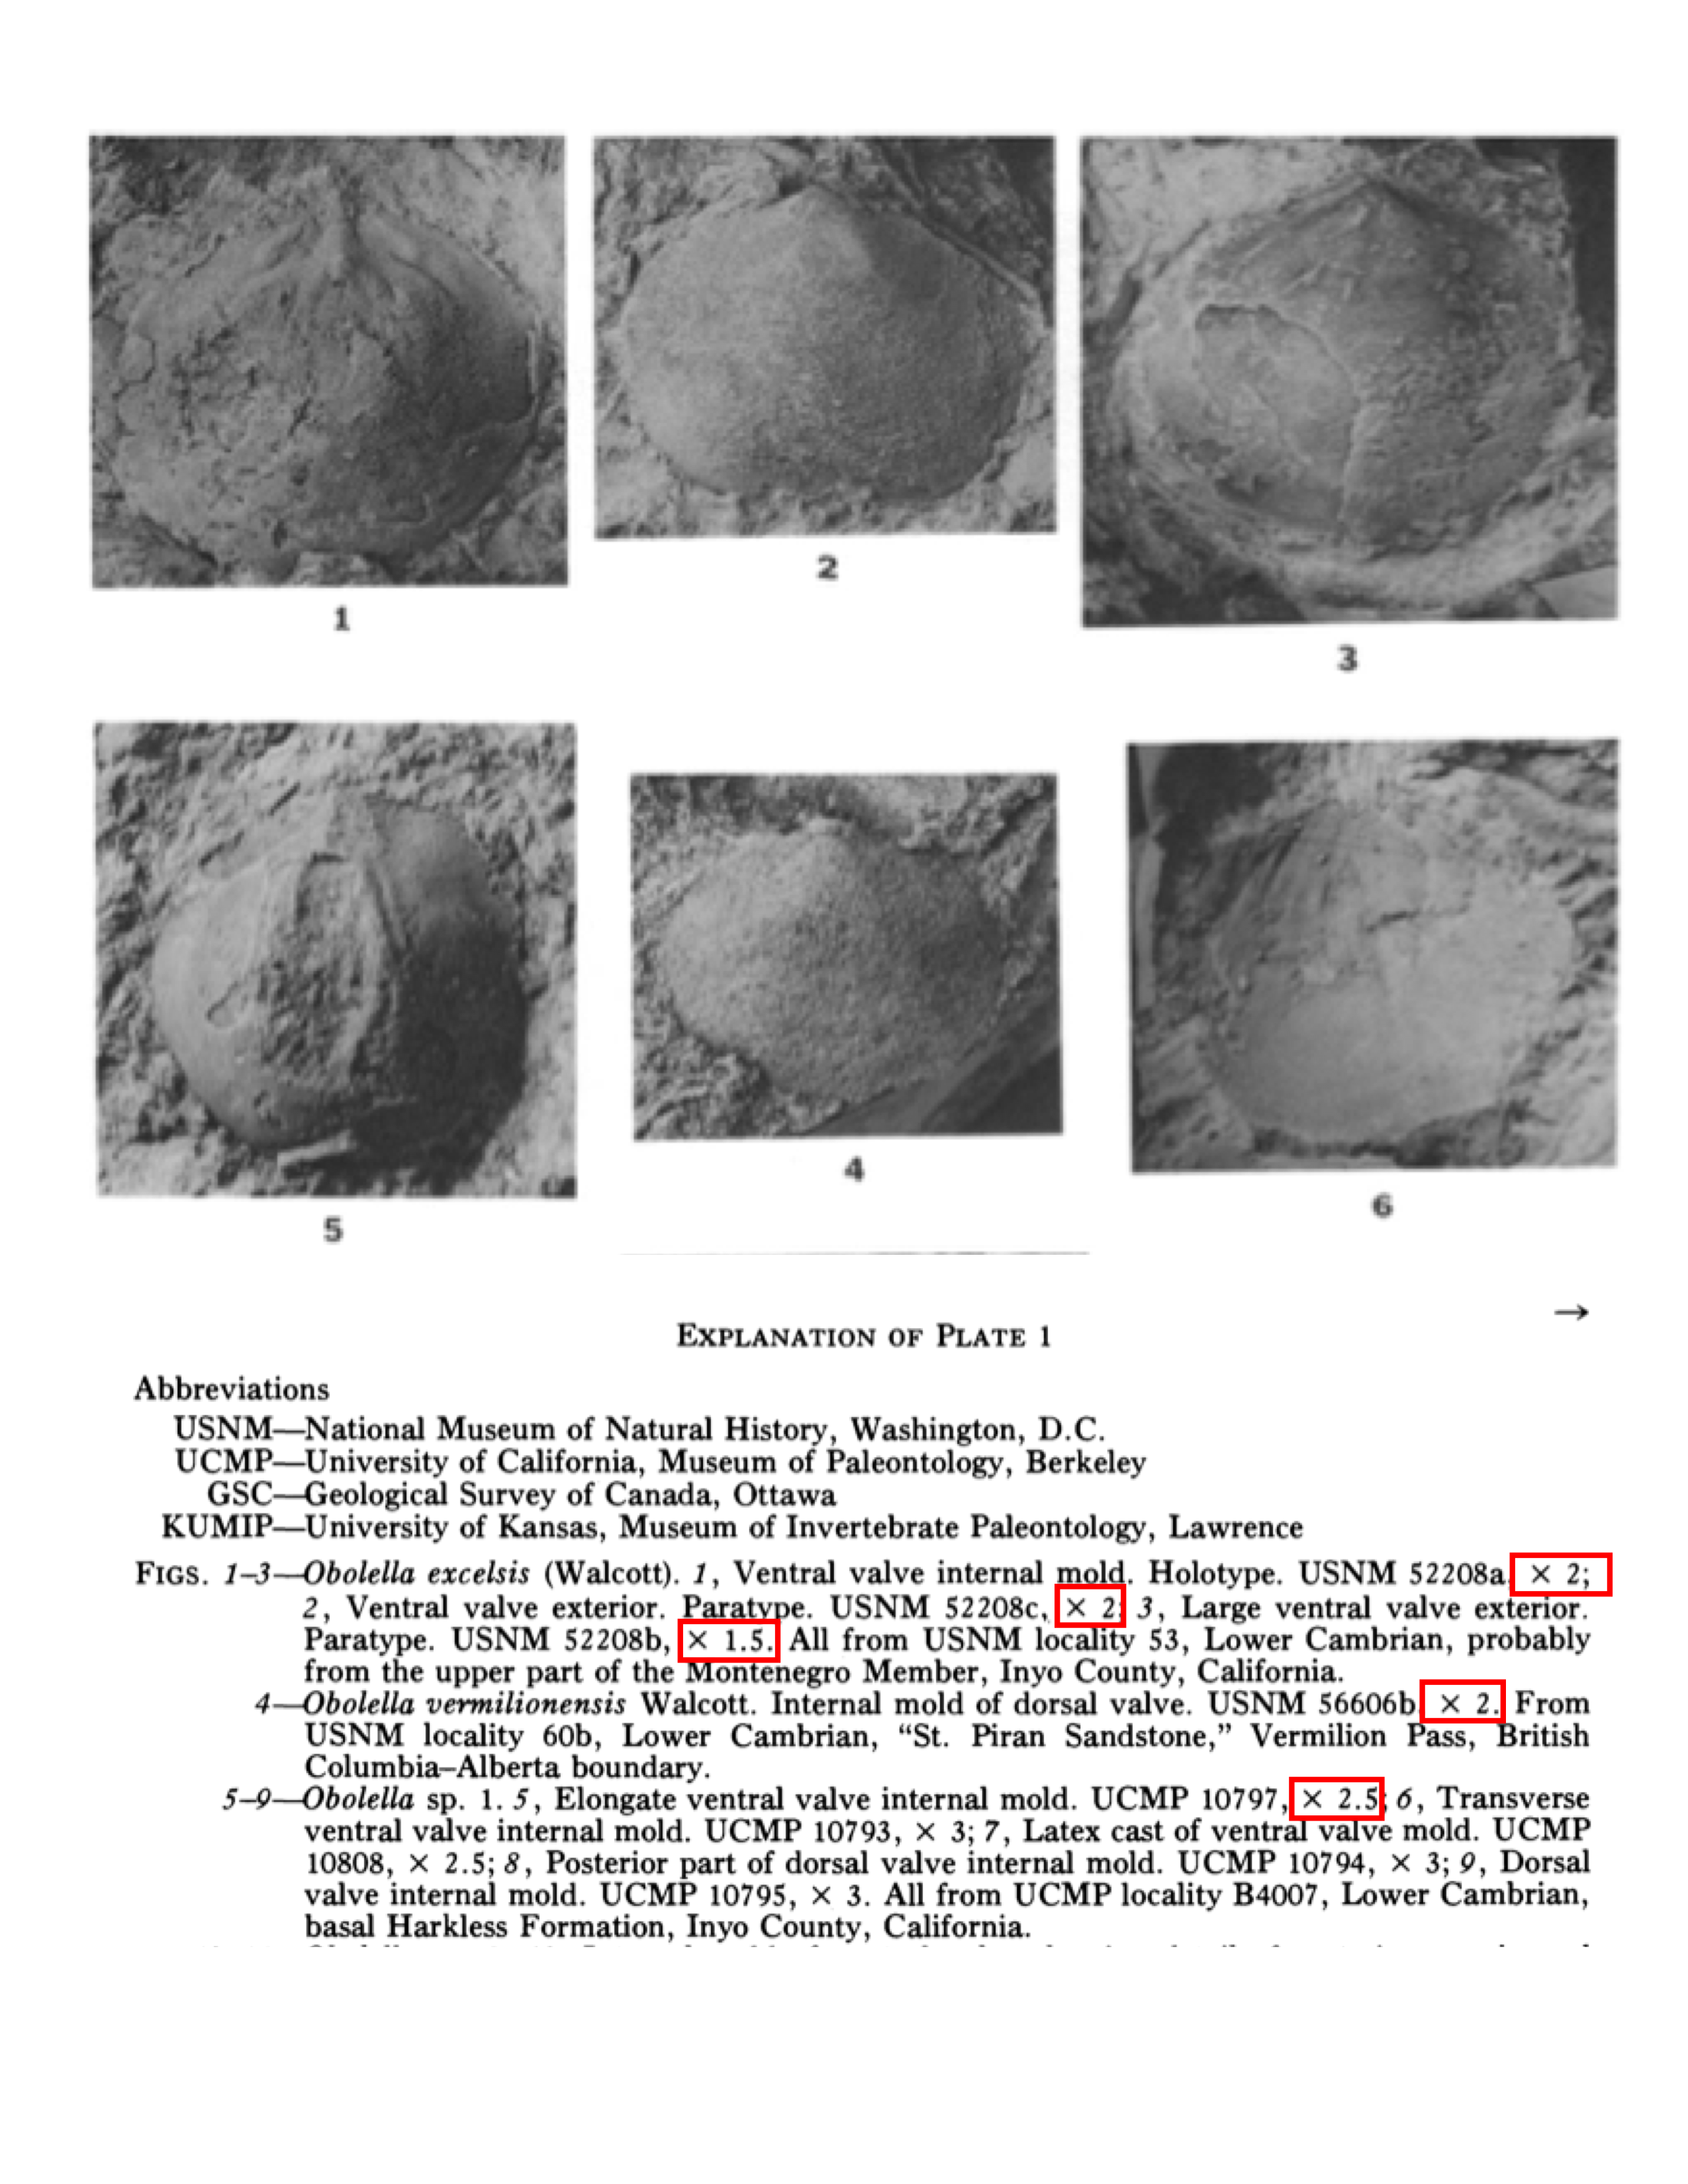 1
2
3
5
4
6
→
EXPLANATION OF PLATE 1
Abbreviations
USNM—National Museum of Natural History, Washington, D.C.
UCMP—University of California, Museum of Paleontology, Berkeley
GSC—Geological Survey of Canada, Ottawa
KUMIP—University of Kansas, Museum of Invertebrate Paleontology, Lawrence
FIGS. 1–3—Obolella excelsis (Walcott). 1, Ventral valve internal mold. Holotype. USNM 52208a, × 2;
2, Ventral valve exterior. Paratype. USNM 52208c, × 2; 3, Large ventral valve exterior.
Paratype. USNM 52208b, × 1.5. All from USNM locality 53, Lower Cambrian, probably
from the upper part of the Montenegro Member, Inyo County, California.
4—Obolella vermilionensis Walcott. Internal mold of dorsal valve. USNM 56606b, × 2. From
USNM locality 60b, Lower Cambrian, “St. Piran Sandstone,” Vermilion Pass, British
Columbia–Alberta boundary.
5–9—Obolella sp. 1. 5, Elongate ventral valve internal mold. UCMP 10797, × 2.5; 6, Transverse
ventral valve internal mold. UCMP 10793, × 3; 7, Latex cast of ventral valve mold. UCMP
10808, × 2.5; 8, Posterior part of dorsal valve internal mold. UCMP 10794, × 3; 9, Dorsal
valve internal mold. UCMP 10795, × 3. All from UCMP locality B4007, Lower Cambrian,
basal Harkless Formation, Inyo County, California.